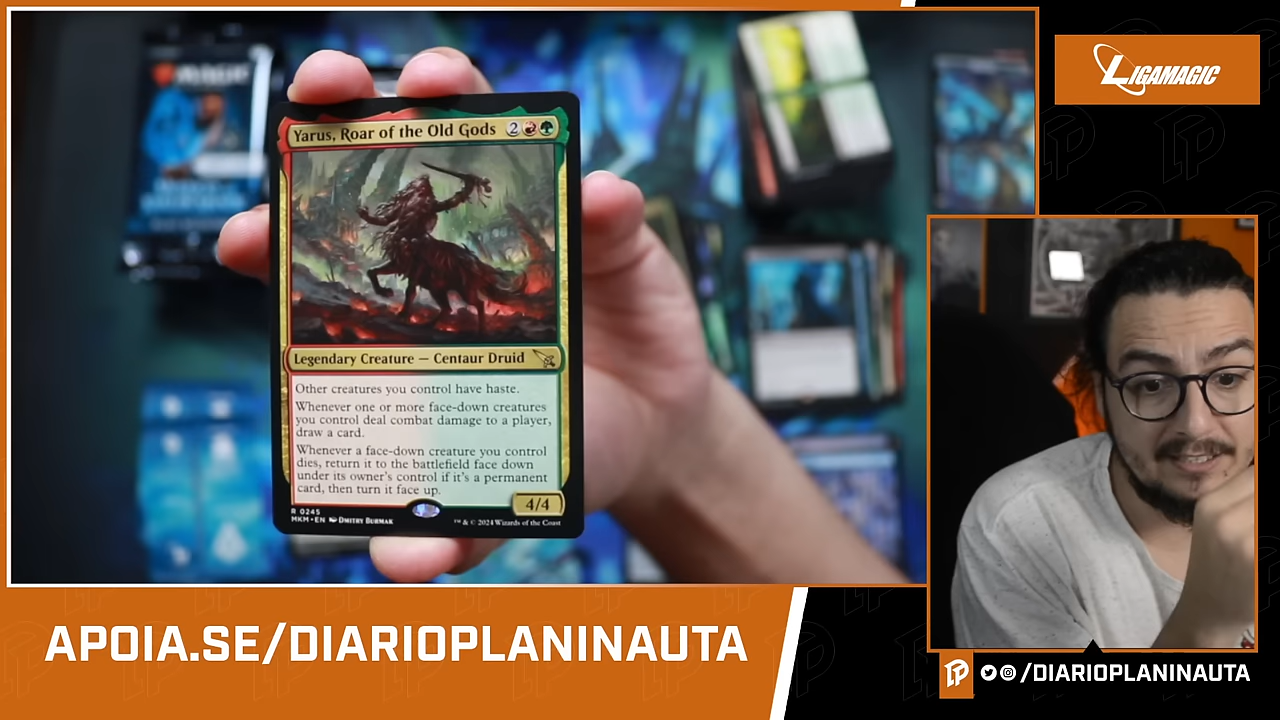 MAGIC
LIGAMAGIC
Yarus, Roar of the Old Gods 2
Legendary Creature — Centaur Druid
Other creatures you control have haste.
Whenever one or more face-down creatures
you control deal combat damage to a player,
draw a card.
Whenever a face-down creature you control
dies, return it to the battlefield face down
under its owner's control if it's a permanent
card, then turn it face up.
4/4
R 0245
MKM • EN DMITRY BURMAK
™ & © 2024 Wizards of the Coast
APOIA.SE/DIARIOPLANINAUTA
/DIARIOPLANINAUTA